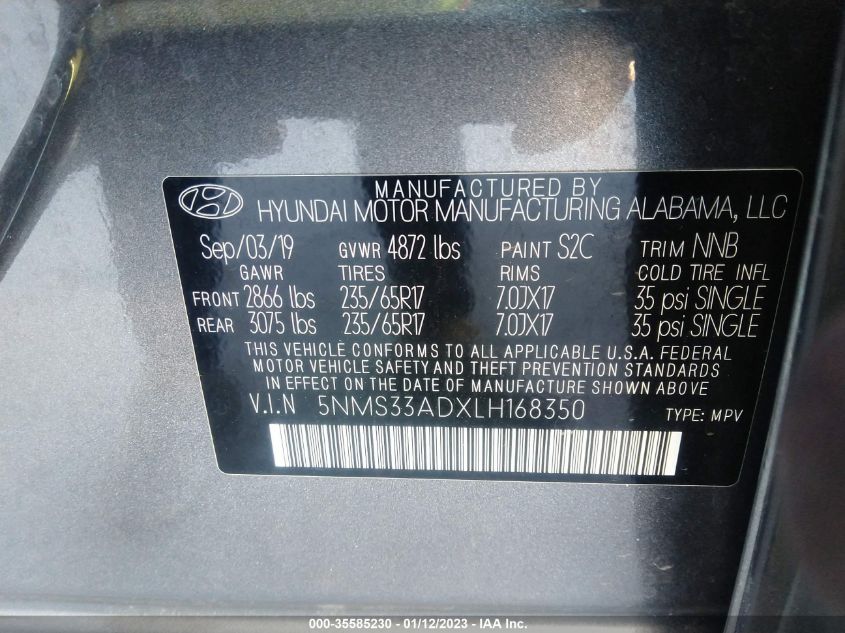 MANUFACTURED BY
HYUNDAI MOTOR MANUFACTURING ALABAMA, LLC
Sep/03/19 GVWR 4872 lbs PAINT S2C TRIM NNB
GAWR TIRES RIMS COLD TIRE INFL
FRONT 2866 lbs 235/65R17 7.0JX17 35 psi SINGLE
REAR 3075 lbs 235/65R17 7.0JX17 35 psi SINGLE
THIS VEHICLE CONFORMS TO ALL APPLICABLE U.S.A. FEDERAL
MOTOR VEHICLE SAFETY AND THEFT PREVENTION STANDARDS
IN EFFECT ON THE DATE OF MANUFACTURE SHOWN ABOVE
V.I.N 5NMS33ADXLH168350 TYPE: MPV
000-35585230 - 01/12/2023 - IAA Inc.